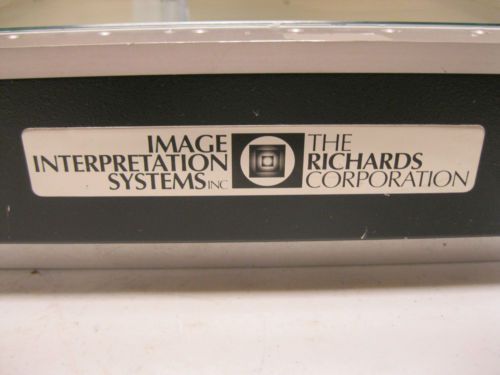 IMAGE
INTERPRETATION
SYSTEMS INC
THE
RICHARDS
CORPORATION